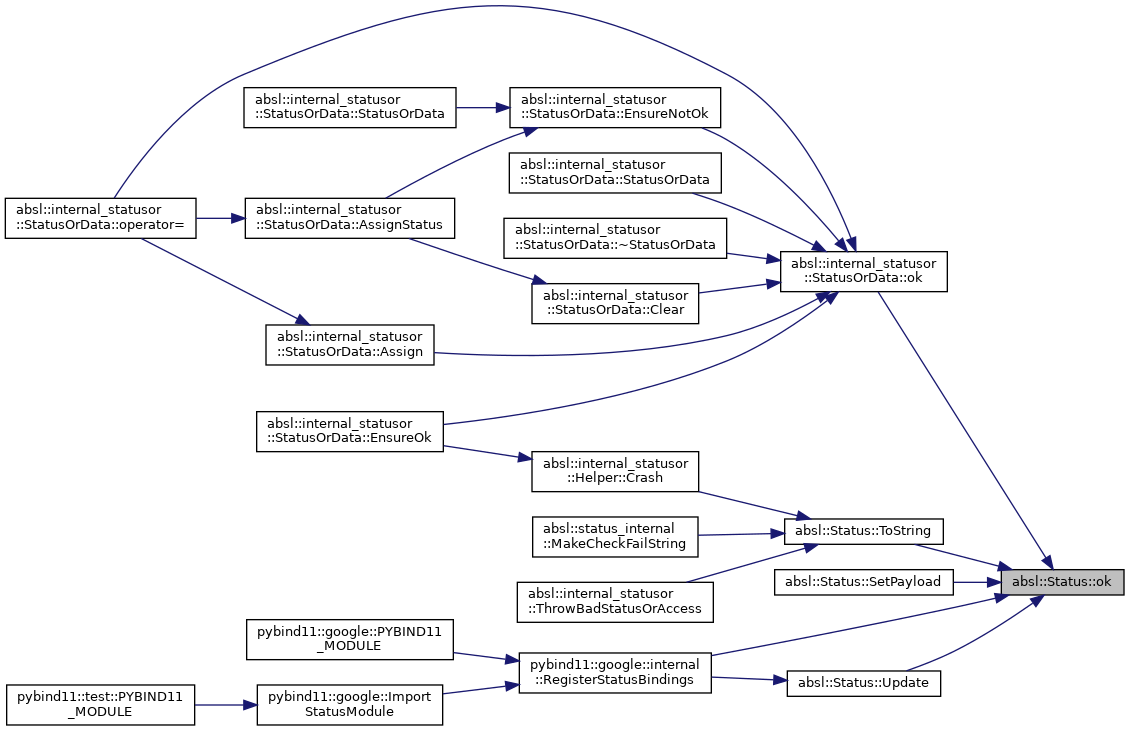 absl::internal_statusor
::StatusOrData::StatusOrData
absl::internal_statusor
::StatusOrData::EnsureNotOk
absl::internal_statusor
::StatusOrData::StatusOrData
absl::internal_statusor
::StatusOrData::operator=
absl::internal_statusor
::StatusOrData::AssignStatus
absl::internal_statusor
::StatusOrData::~StatusOrData
absl::internal_statusor
::StatusOrData::ok
absl::internal_statusor
::StatusOrData::Clear
absl::internal_statusor
::StatusOrData::Assign
absl::internal_statusor
::StatusOrData::EnsureOk
absl::internal_statusor
::Helper::Crash
absl::status_internal
::MakeCheckFailString
absl::Status::ToString
absl::Status::SetPayload
absl::Status::ok
absl::internal_statusor
::ThrowBadStatusOrAccess
pybind11::google::PYBIND11
_MODULE
pybind11::google::internal
::RegisterStatusBindings
absl::Status::Update
pybind11::test::PYBIND11
_MODULE
pybind11::google::Import
StatusModule